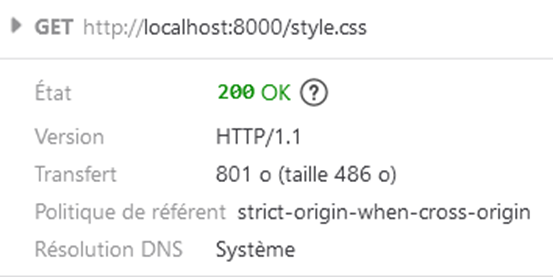 GET http://localhost:8000/style.css
État 200 OK ?
Version HTTP/1.1
Transfert 801 o (taille 486 o)
Politique de référent strict-origin-when-cross-origin
Résolution DNS Système